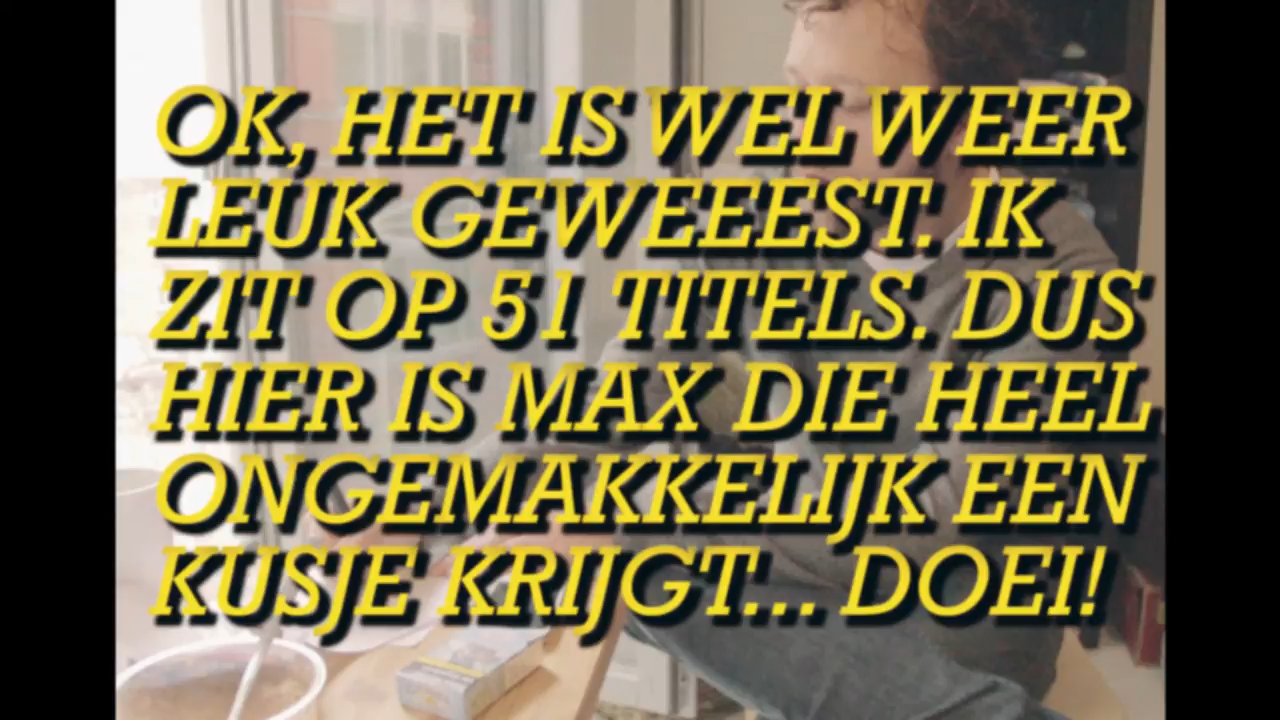 OK, HET IS WEL WEER
LEUK GEWEEEST. IK
ZIT OP 51 TITELS. DUS
HIER IS MAX DIE HEEL
ONGEMAKKELIJK EEN
KUSJE KRIJGT... DOEI!